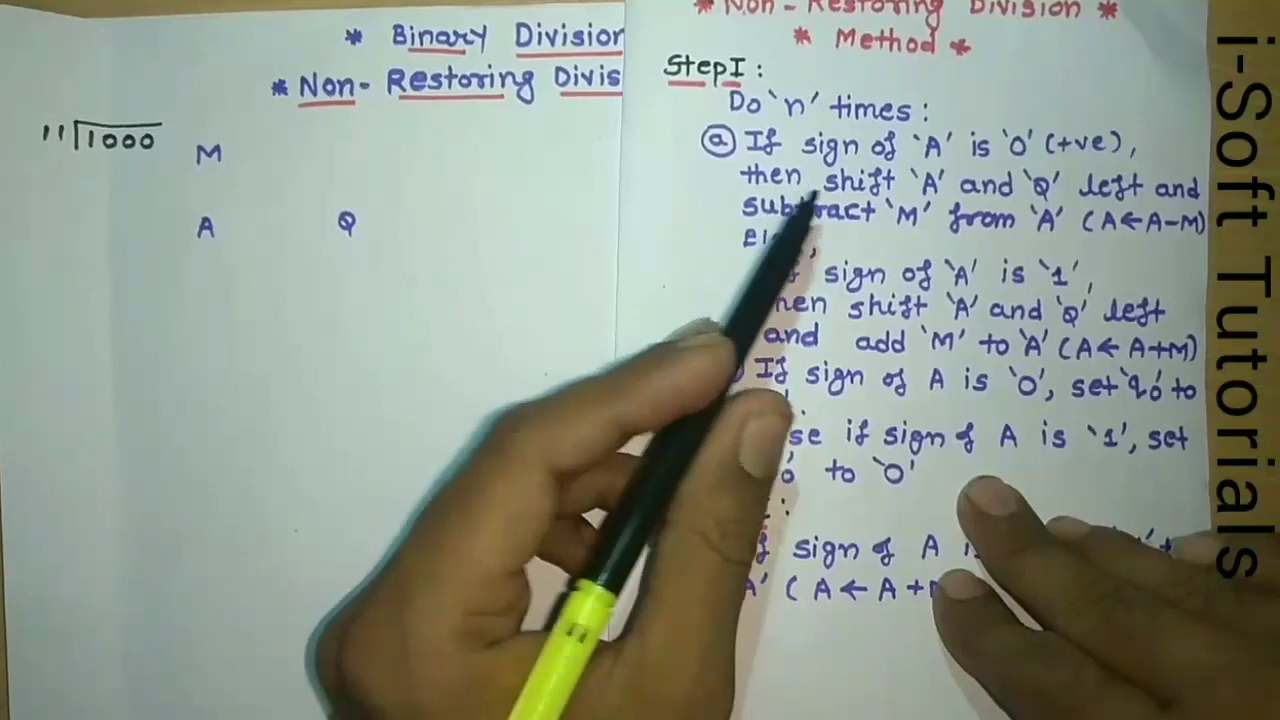 * Binary Division
* Non-Restoring Divis
11 1000
M
A Q
* Non-Restoring Division *
* Method *
Step I :
Do 'n' times :
(a) If sign of 'A' is '0' (+ve),
then shift 'A' and 'Q' left and
subtract 'M' from 'A' (A←A-M)
sign of 'A' is '1',
shift 'A' and 'Q' left
and add 'M' to 'A' (A← A+M)
If sign of A is '0', set 'q0' to
if sign of A is '1', set
to '0'
sign of A
A' ( A ← A +
i-Soft Tutorials